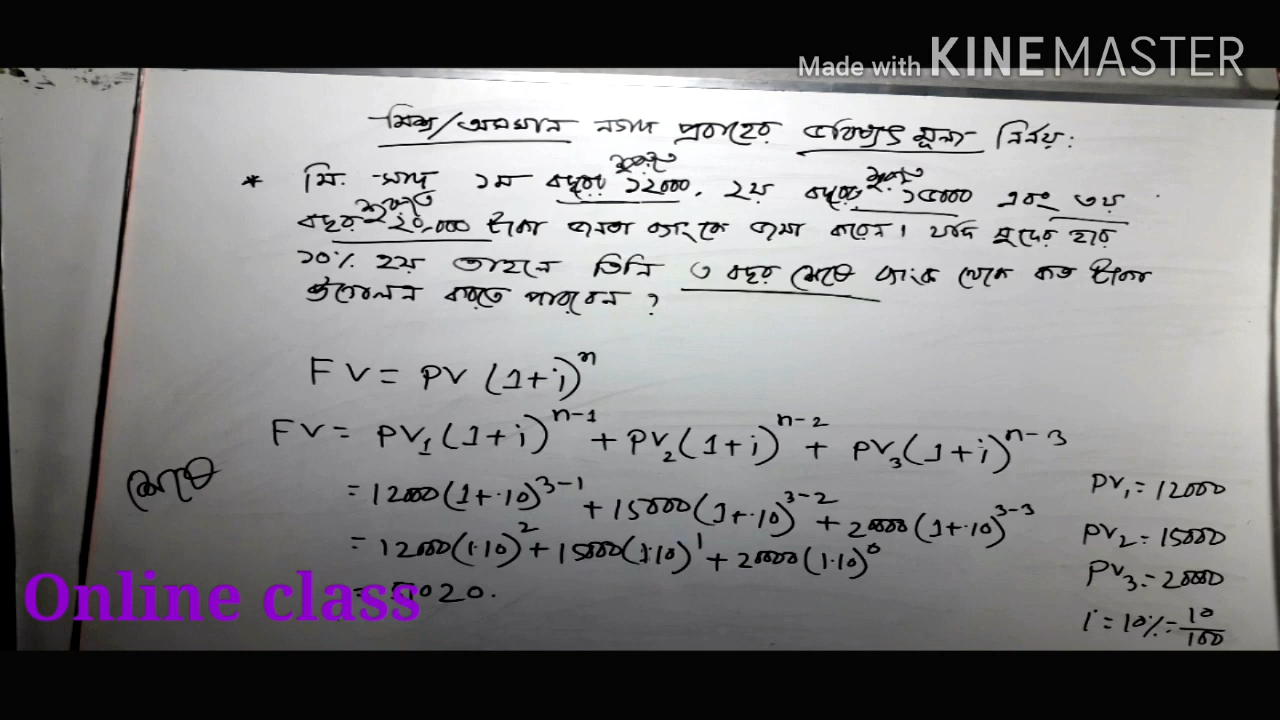 Made with KINEMASTER
মিশ্র/অসমান নগদ প্রবাহের ভবিষ্যৎ মূল্য নির্ণয়:
শুরুতে শুরুতে
* মি. সাদ ১ম বছরে ১২০০০, ২য় বছরে ১৫০০০ এবং ৩য়
শুরুতে
বছর ২০,০০০ টাকা জনতা ব্যাংকে জমা করেন। যদি সুদের হার
১০% হয় তাহলে তিনি ৩ বছর শেষে ব্যাংক থেকে কত টাকা
উত্তোলন করতে পারবেন?
FV = PV (1+i)^n
FV = PV₁(1+i)^n-1 + PV₂(1+i)^n-2 + PV₃(1+i)^n-3
শেষে
= 12000(1+.10)^3-1 + 15000(1+.10)^3-2 + 20000(1+.10)^3-3
= 12000(1.10)^2 + 15000(1.10)^1 + 20000(1.10)^0
= 51020.
PV₁ = 12000
PV₂ = 15000
PV₃ = 20000
i = 10% = 10/100
Online class